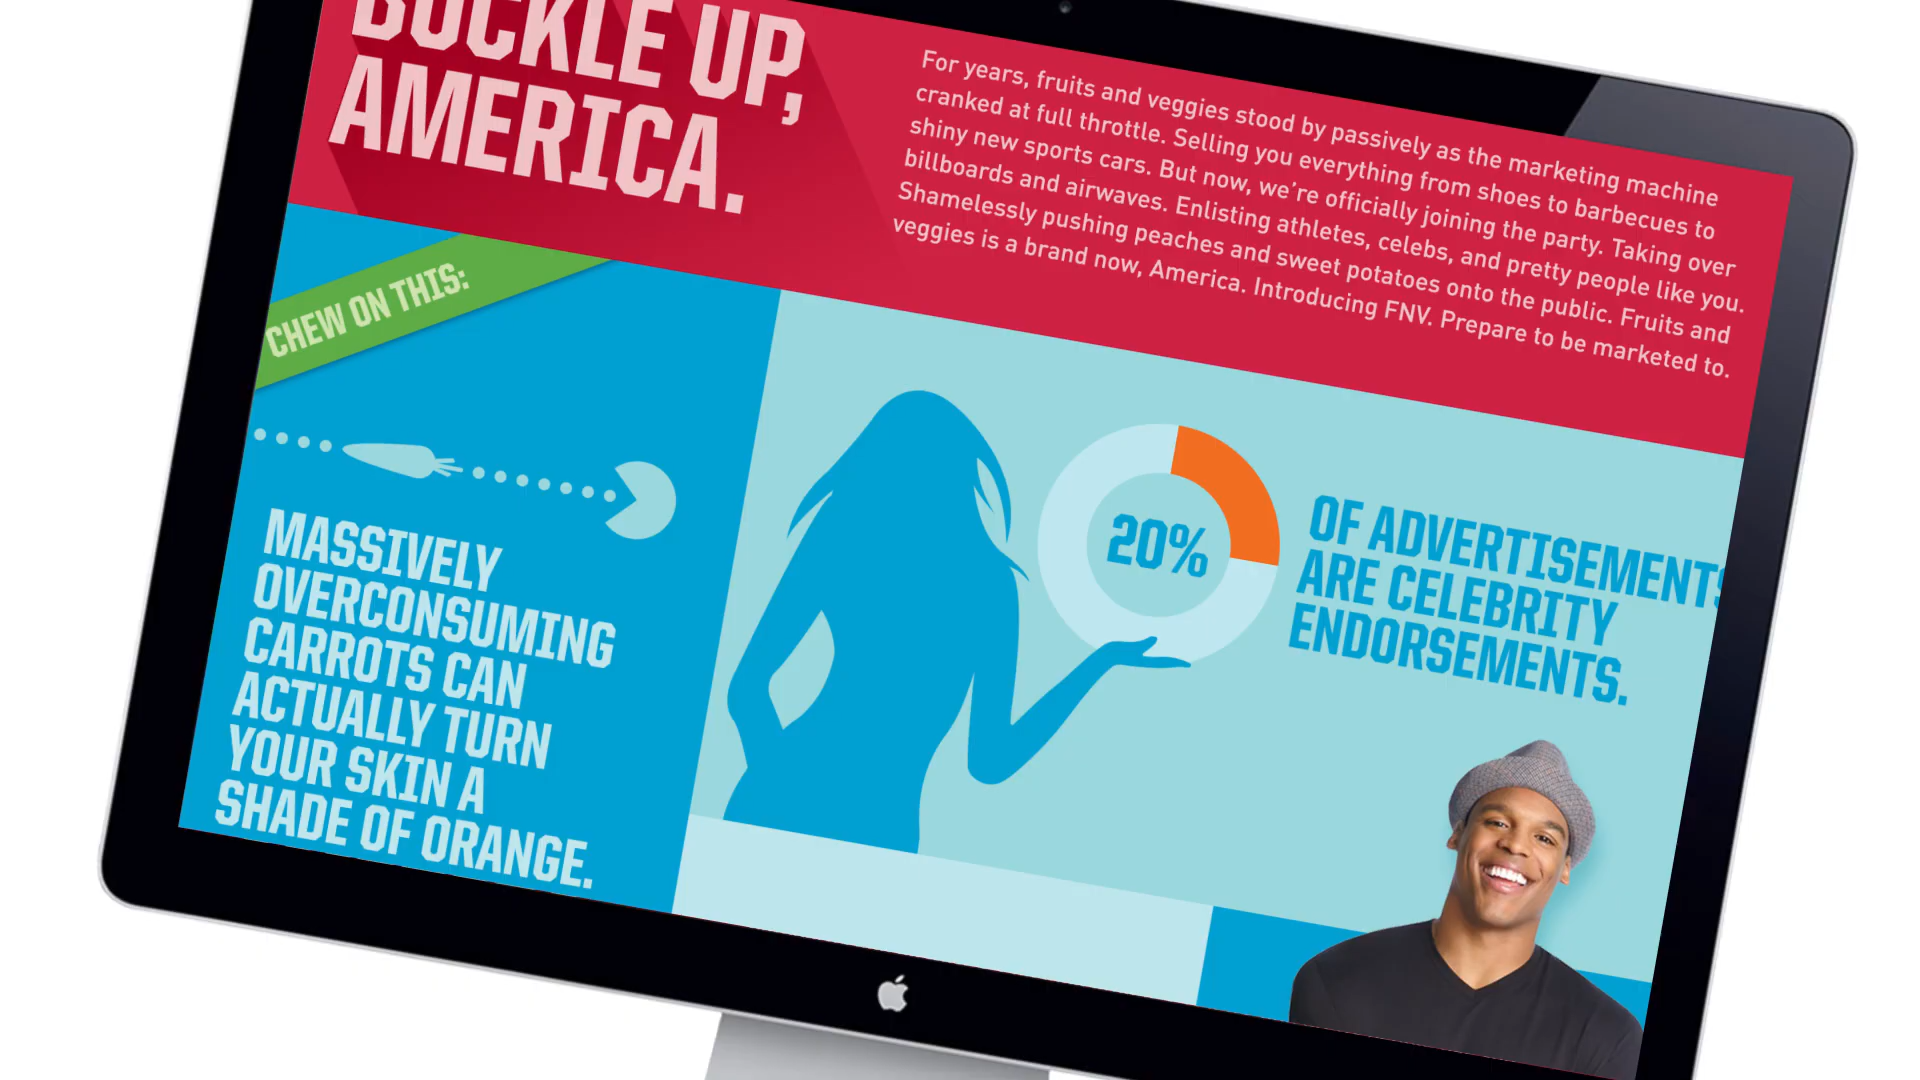 BUCKLE UP,
AMERICA.
For years, fruits and veggies stood by passively as the marketing machine
cranked at full throttle. Selling you everything from shoes to barbecues to
shiny new sports cars. But now, we're officially joining the party. Taking over
billboards and airwaves. Enlisting athletes, celebs, and pretty people like you.
Shamelessly pushing peaches and sweet potatoes onto the public. Fruits and
veggies is a brand now, America. Introducing FNV. Prepare to be marketed to.
CHEW ON THIS:
MASSIVELY
OVERCONSUMING
CARROTS CAN
ACTUALLY TURN
YOUR SKIN A
SHADE OF ORANGE.
20%
OF ADVERTISEMENTS
ARE CELEBRITY
ENDORSEMENTS.